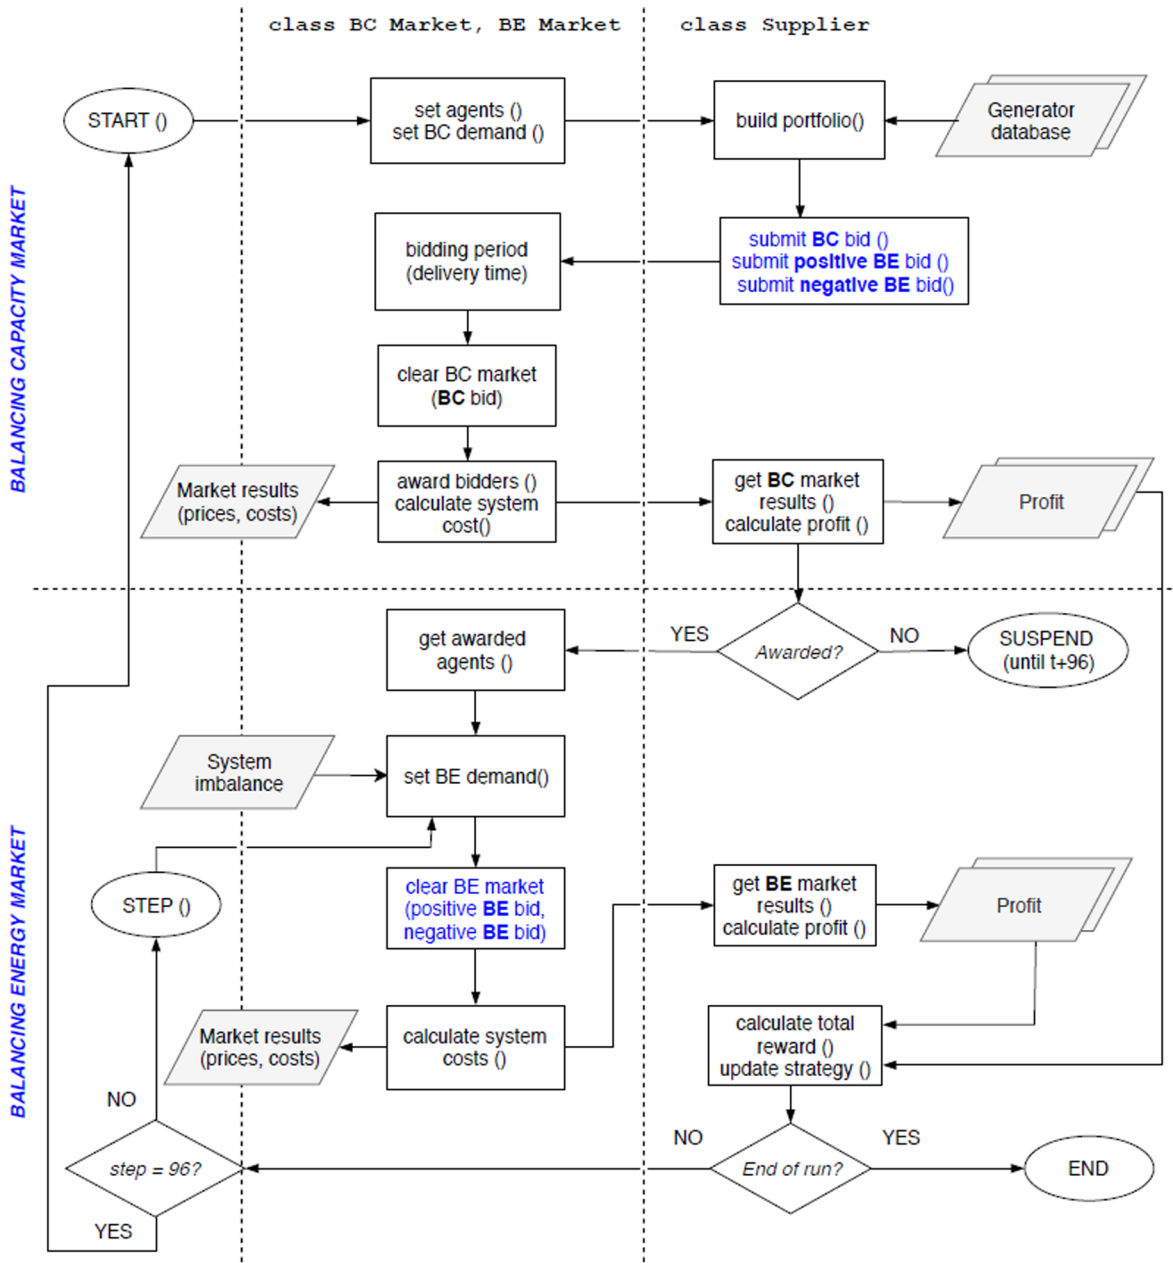 class BC Market, BE Market
class Supplier
START ()
set agents ()
set BC demand ()
build portfolio()
Generator
database
BALANCING CAPACITY MARKET
bidding period
(delivery time)
submit BC bid ()
submit positive BE bid ()
submit negative BE bid()
clear BC market
(BC bid)
Market results
(prices, costs)
award bidders ()
calculate system
cost()
get BC market
results ()
calculate profit ()
Profit
get awarded
agents ()
YES
Awarded?
NO
SUSPEND
(until t+96)
System
imbalance
set BE demand()
BALANCING ENERGY MARKET
STEP ()
clear BE market
(positive BE bid,
negative BE bid)
get BE market
results ()
calculate profit ()
Profit
Market results
(prices, costs)
calculate system
costs ()
calculate total
reward ()
update strategy ()
NO
step = 96?
YES
NO
End of run?
YES
END